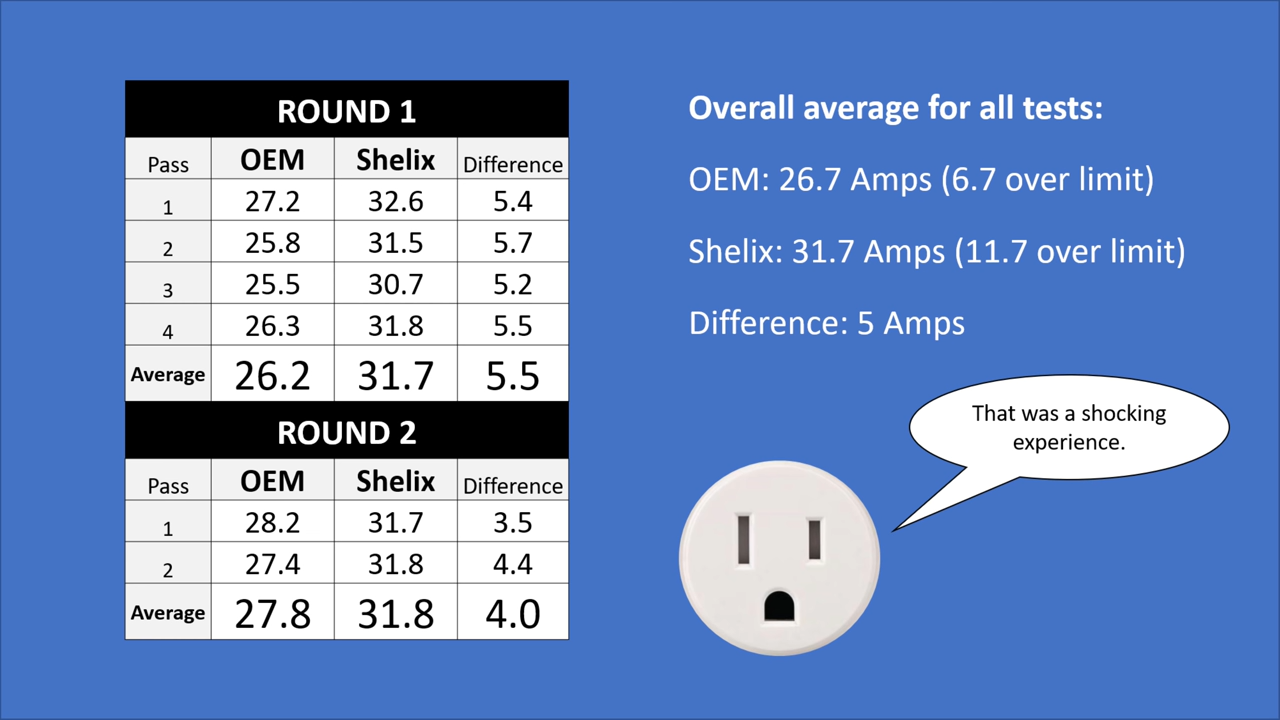 ROUND 1
Pass OEM Shelix Difference
1 27.2 32.6 5.4
2 25.8 31.5 5.7
3 25.5 30.7 5.2
4 26.3 31.8 5.5
Average 26.2 31.7 5.5
ROUND 2
Pass OEM Shelix Difference
1 28.2 31.7 3.5
2 27.4 31.8 4.4
Average 27.8 31.8 4.0
Overall average for all tests:
OEM: 26.7 Amps (6.7 over limit)
Shelix: 31.7 Amps (11.7 over limit)
Difference: 5 Amps
That was a shocking
experience.